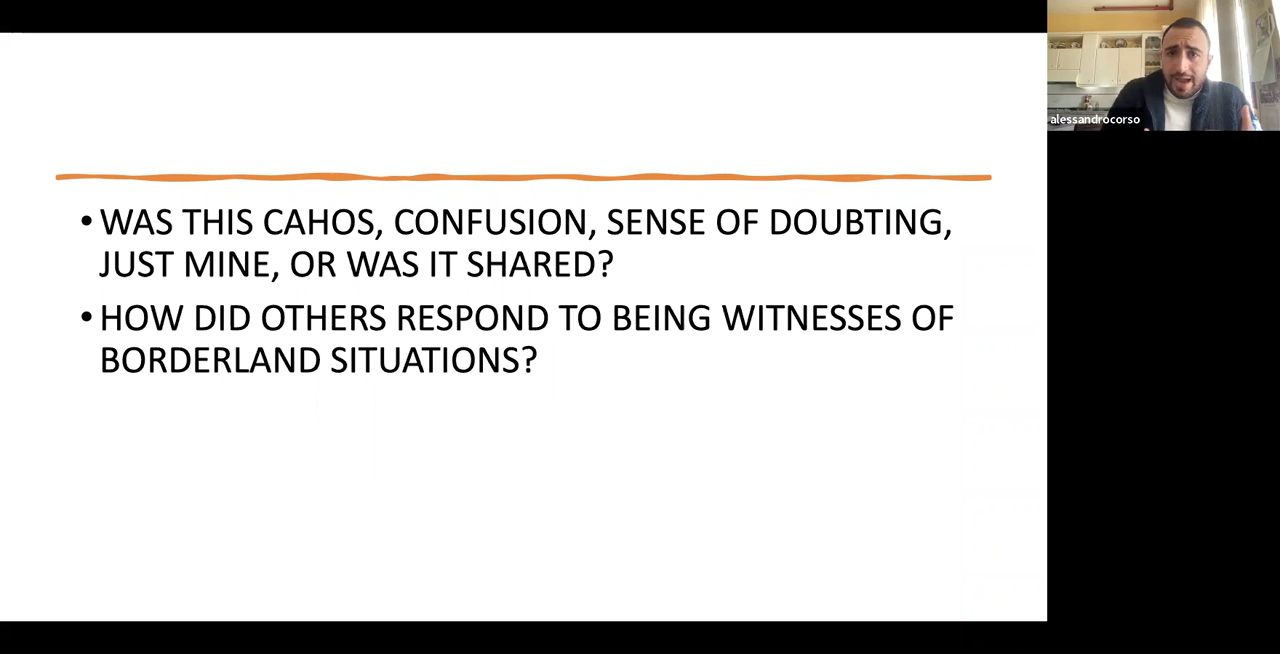 • WAS THIS CAHOS, CONFUSION, SENSE OF DOUBTING,
JUST MINE, OR WAS IT SHARED?
• HOW DID OTHERS RESPOND TO BEING WITNESSES OF
BORDERLAND SITUATIONS?
alessandrocorso